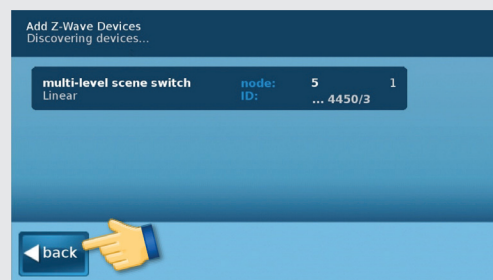 Add Z-Wave Devices
Discovering devices...
multi-level scene switch node: 5 1
Linear ID: ... 4450/3
back